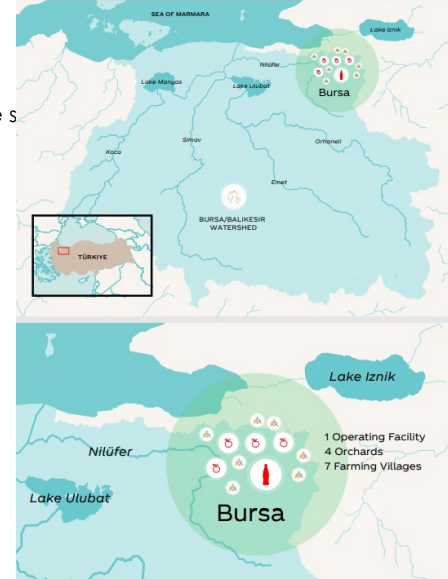 SEA OF MARMARA
Lake Iznik
Nilüfer
Lake Manyas
Lake Ulubat
Bursa
e s
Koca
Simav
Orhaneli
Emet
BURSA/BALIKESIR
WATERSHED
TÜRKIYE
Lake Iznik
1 Operating Facility
4 Orchards
7 Farming Villages
Nilüfer
Lake Ulubat
Bursa